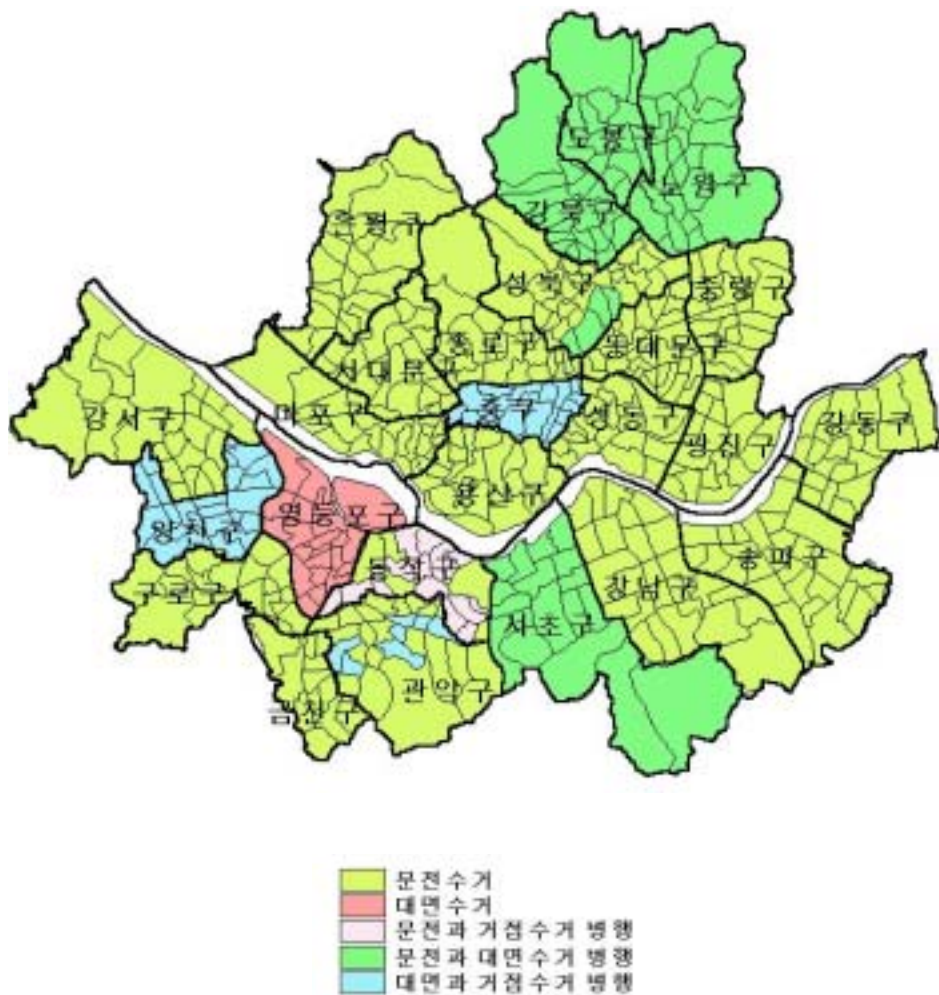 도봉구
노원구
강북구
은평구
성북구
중랑구
종로구
동대문구
서대문구
마포구
중구
성동구
강서구
광진구
강동구
용산구
영등포구
양천구
동작구
송파구
구로구
강남구
서초구
관악구
금천구
문전수거
대면수거
문전과 거점수거 병행
문전과 대면수거 병행
대면과 거점수거 병행